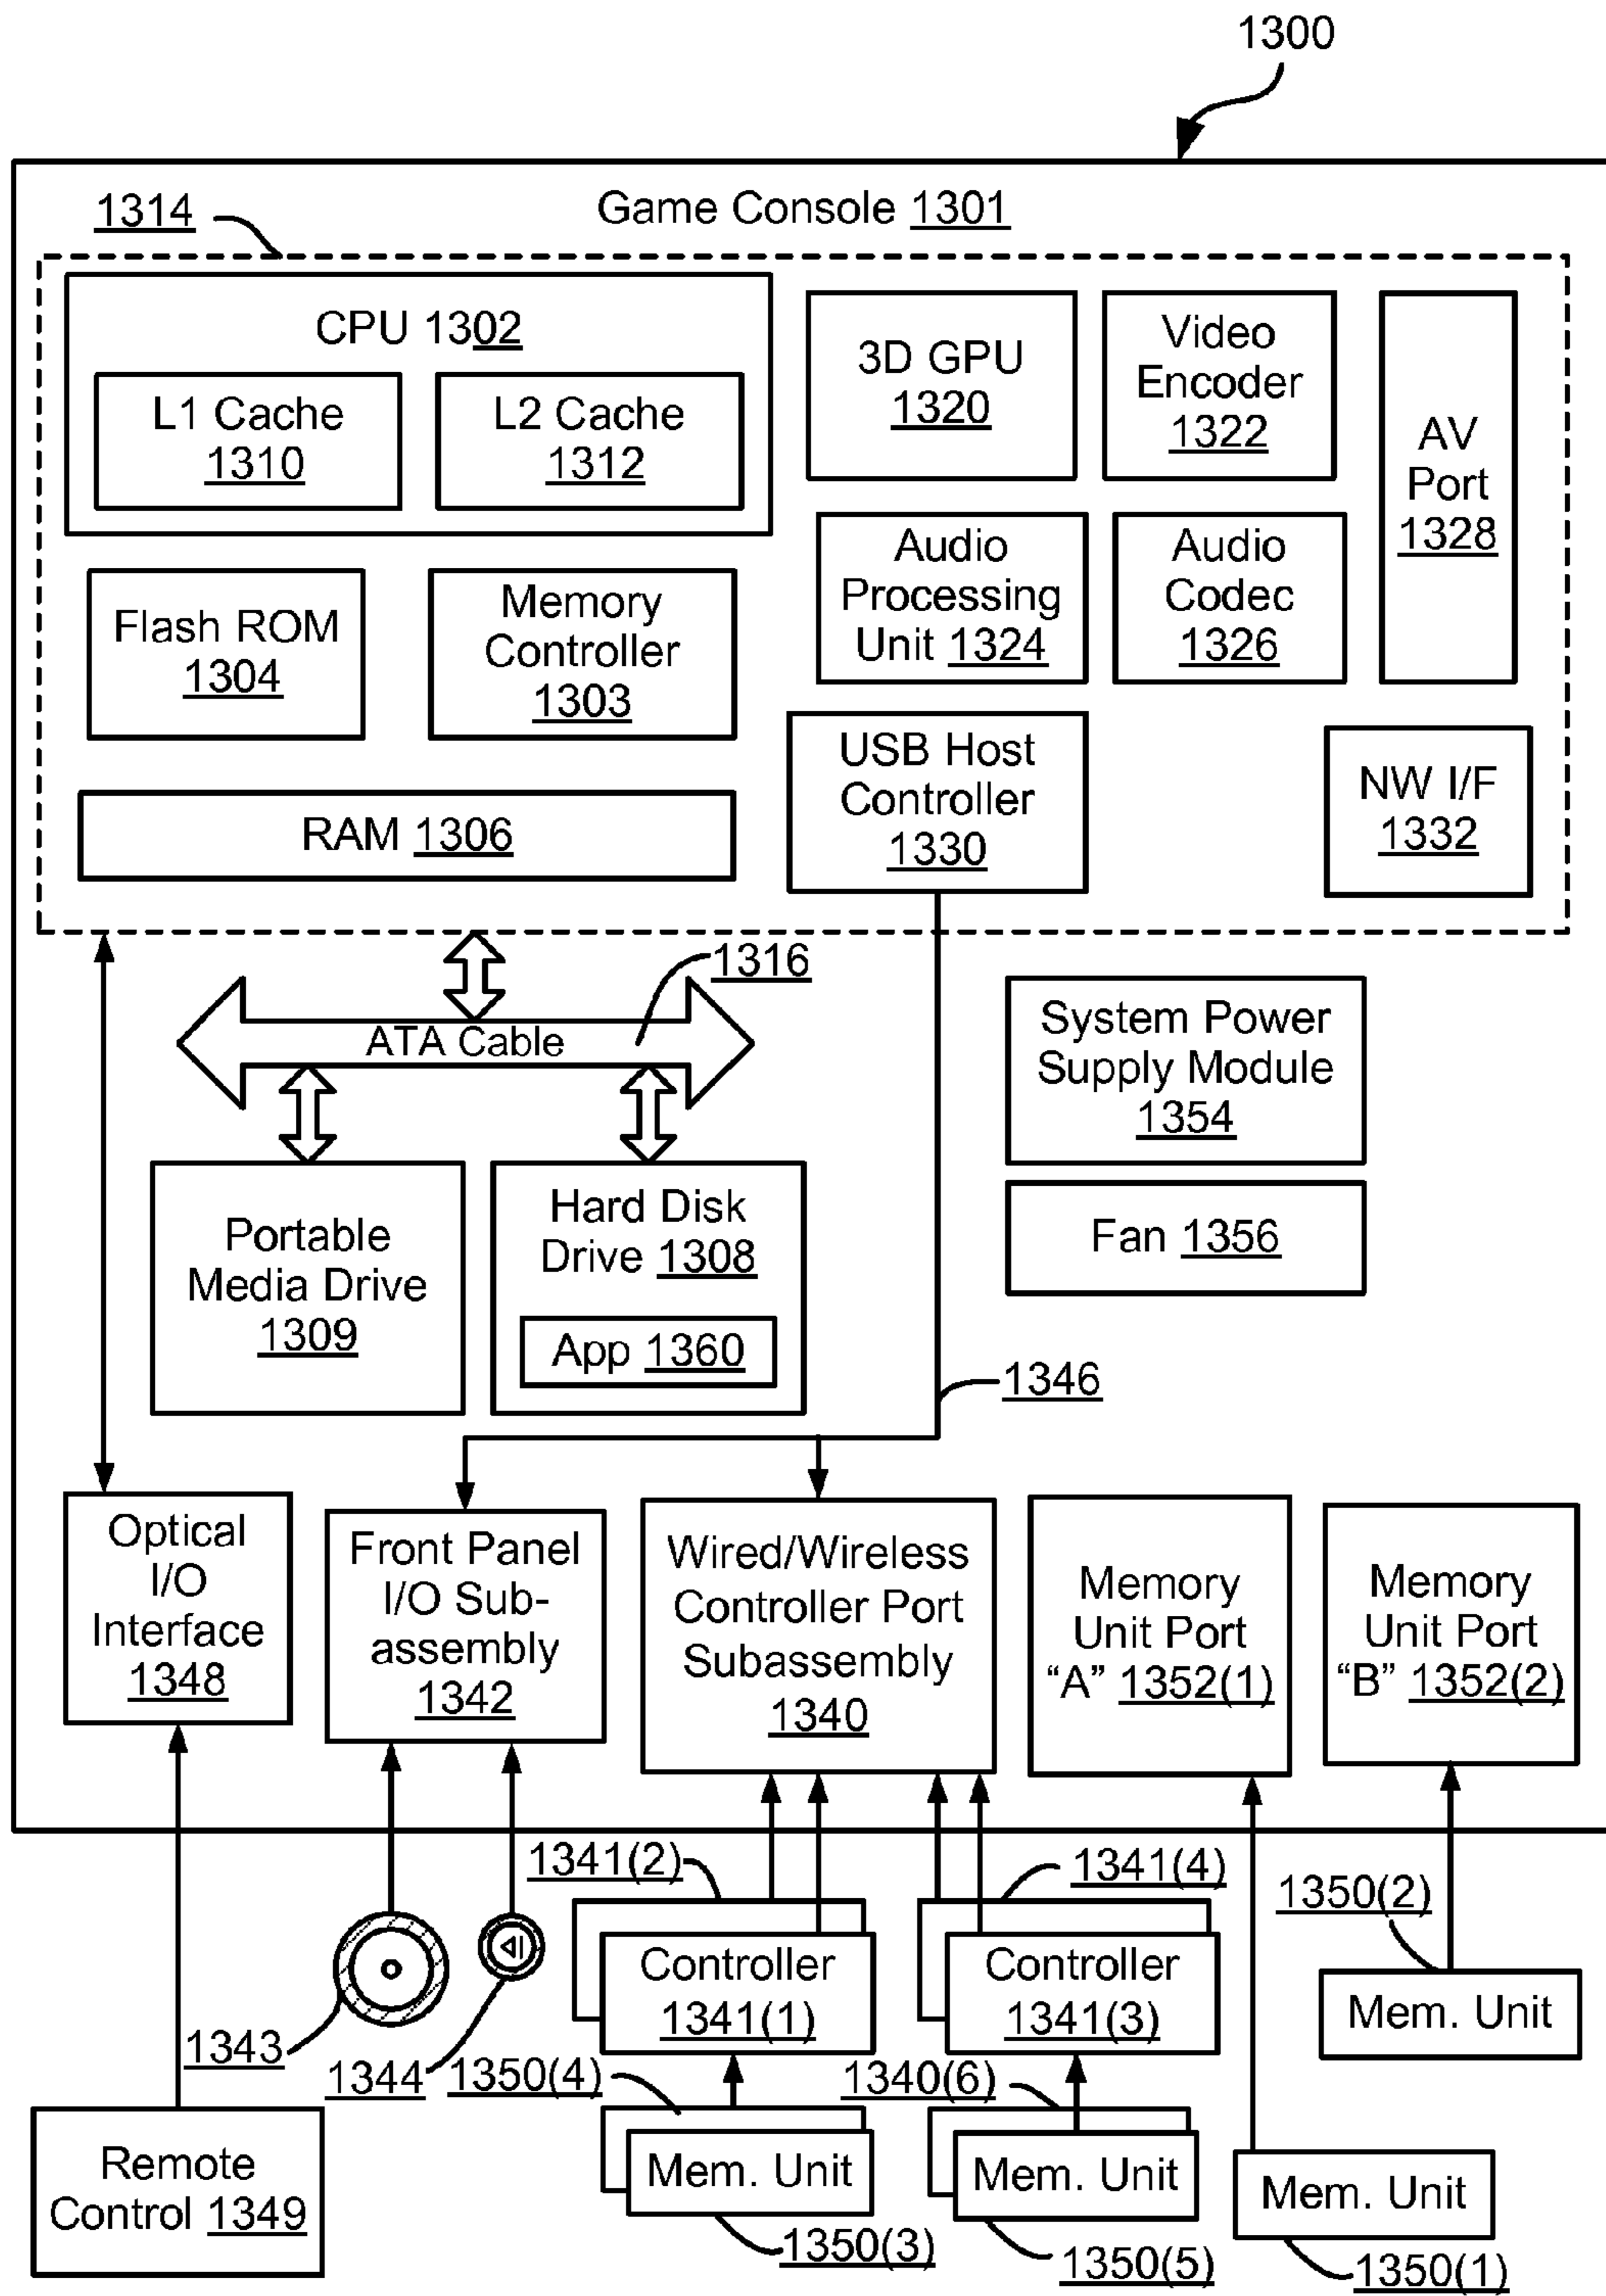 1300
1314
Game Console 1301
CPU 1302
L1 Cache
1310
L2 Cache
1312
3D GPU
1320
Video
Encoder
1322
AV
Port
1328
Audio
Processing
Unit 1324
Audio
Codec
1326
Flash ROM
1304
Memory
Controller
1303
USB Host
Controller
1330
NW I/F
1332
RAM 1306
1316
ATA Cable
System Power
Supply Module
1354
Fan 1356
Portable
Media Drive
1309
Hard Disk
Drive 1308
App 1360
1346
Optical
I/O
Interface
1348
Front Panel
I/O Sub-
assembly
1342
Wired/Wireless
Controller Port
Subassembly
1340
Memory
Unit Port
“A” 1352(1)
Memory
Unit Port
“B” 1352(2)
1341(2)
1341(4)
1350(2)
Controller
1341(1)
Controller
1341(3)
Mem. Unit
1343
1344
1350(4)
1340(6)
Remote
Control 1349
Mem. Unit
Mem. Unit
Mem. Unit
1350(3)
1350(5)
1350(1)